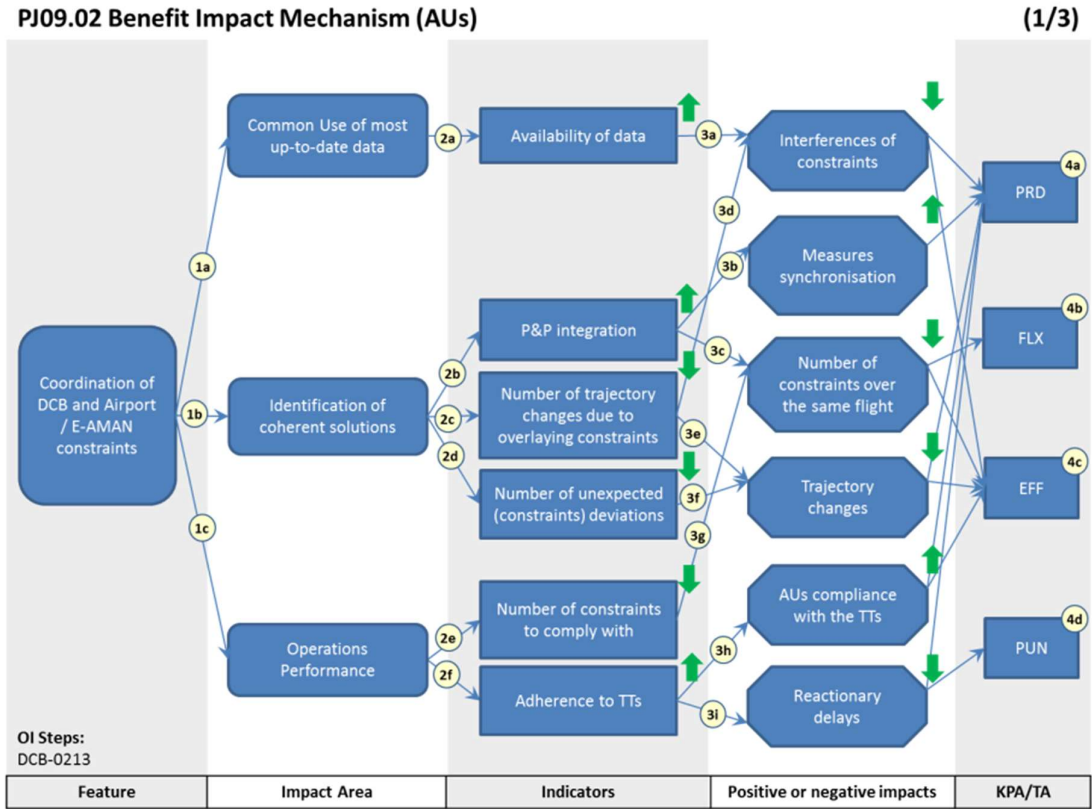 PJ09.02 Benefit Impact Mechanism (AUs)
(1/3)
Coordination of
DCB and Airport
/ E-AMAN
constraints
1a
1b
1c
Common Use of most
up-to-date data
Identification of
coherent solutions
Operations
Performance
2a
2b
2c
2d
2e
2f
Availability of data
P&P integration
Number of trajectory
changes due to
overlaying constraints
Number of unexpected
(constraints) deviations
Number of constraints
to comply with
Adherence to TTs
3a
3d
3b
3c
3e
3f
3g
3h
3i
Interferences of
constraints
Measures
synchronisation
Number of
constraints over
the same flight
Trajectory
changes
AUs compliance
with the TTs
Reactionary
delays
4a
PRD
4b
FLX
4c
EFF
4d
PUN
OI Steps:
DCB-0213
Feature
Impact Area
Indicators
Positive or negative impacts
KPA/TA